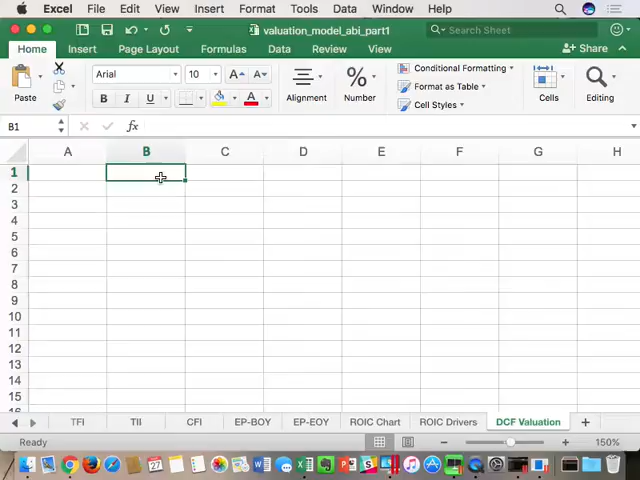 Excel File Edit View Insert Format Tools Data Window Help
valuation_model_abi_part1
Search Sheet
Home Insert Page Layout Formulas Data Review View Share
Paste
Arial 10
B I U A
Alignment
Number
Conditional Formatting
Format as Table
Cell Styles
Cells
Editing
B1 fx
A B C D E F G H
1
2
3
4
5
6
7
8
9
10
11
12
13
14
15
16
TFI TII CFI EP-BOY EP-EOY ROIC Chart ROIC Drivers DCF Valuation
Ready 150%
27